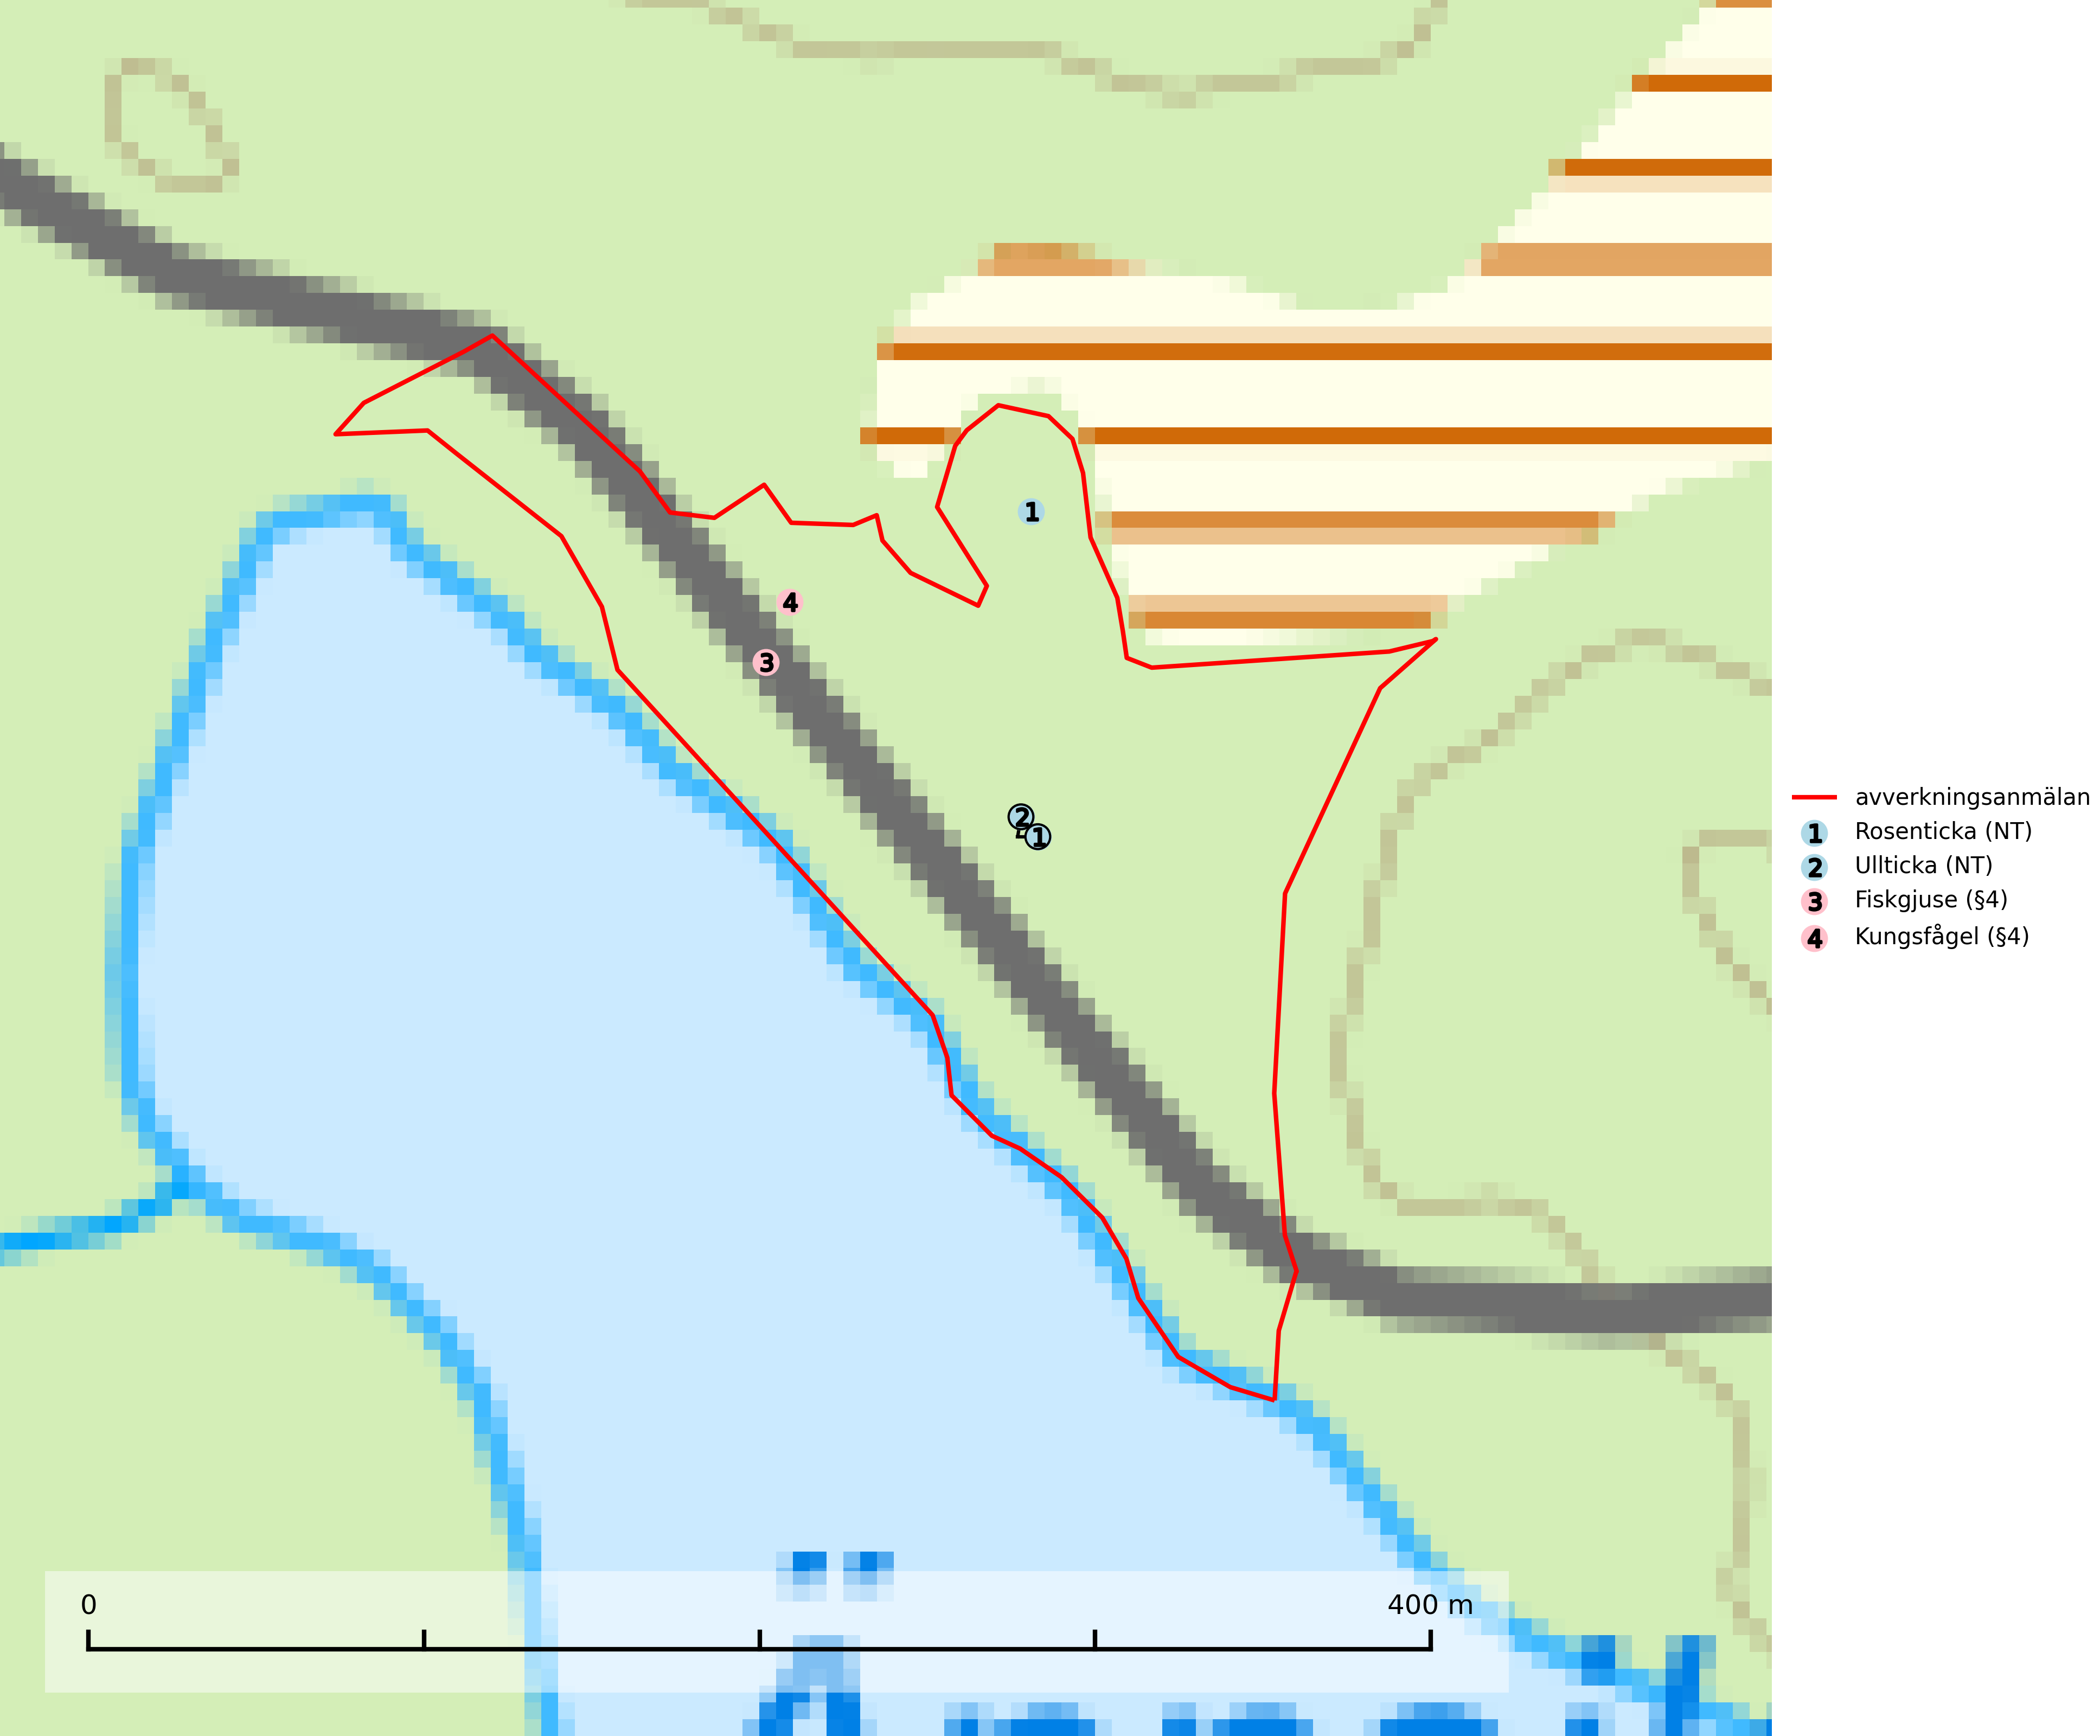 1
4
3
2
1
avverkningsanmälan
1 Rosenticka (NT)
2 Ullticka (NT)
3 Fiskgjuse (§4)
4 Kungsfågel (§4)
0 400 m